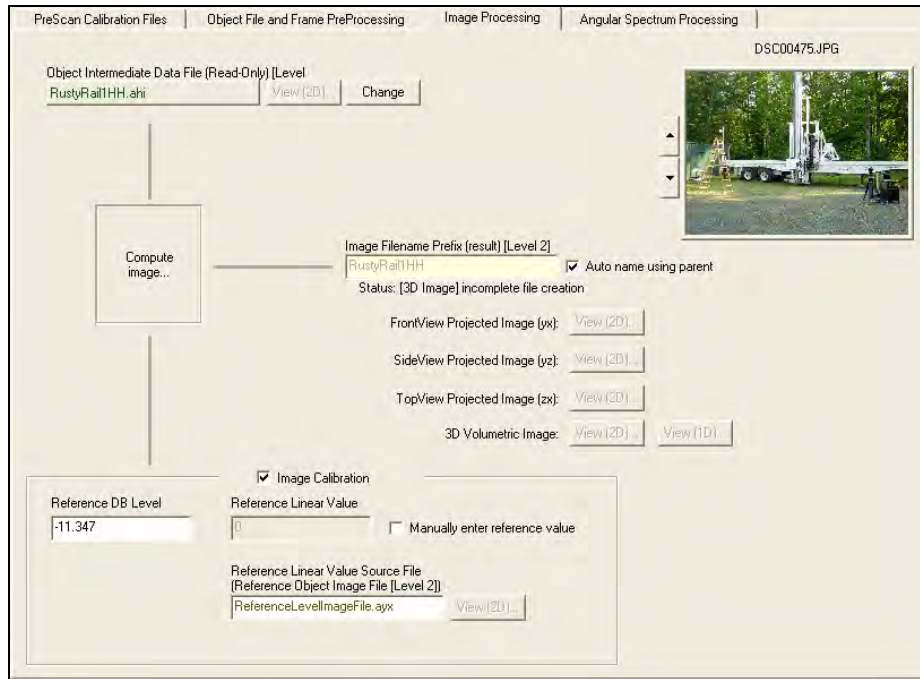 PreScan Calibration Files
Object File and Frame PreProcessing
Image Processing
Angular Spectrum Processing
DSC00475.JPG
Object Intermediate Data File (Read-Only) [Level
RustyRail1HH.ahi
View (2D)...
Change
Compute
image...
Image Filename Prefix (result) [Level 2]
RustyRail1HH
Auto name using parent
Status: [3D Image] incomplete file creation
FrontView Projected Image (yx):
View (2D)...
SideView Projected Image (yz):
View (2D)...
TopView Projected Image (zx):
View (2D)...
3D Volumetric Image:
View (2D)...
View (1D)...
Image Calibration
Reference DB Level
Reference Linear Value
-11.347
0
Manually enter reference value
Reference Linear Value Source File
(Reference Object Image File [Level 2])
ReferenceLevelImageFile.ayx
View (2D)...